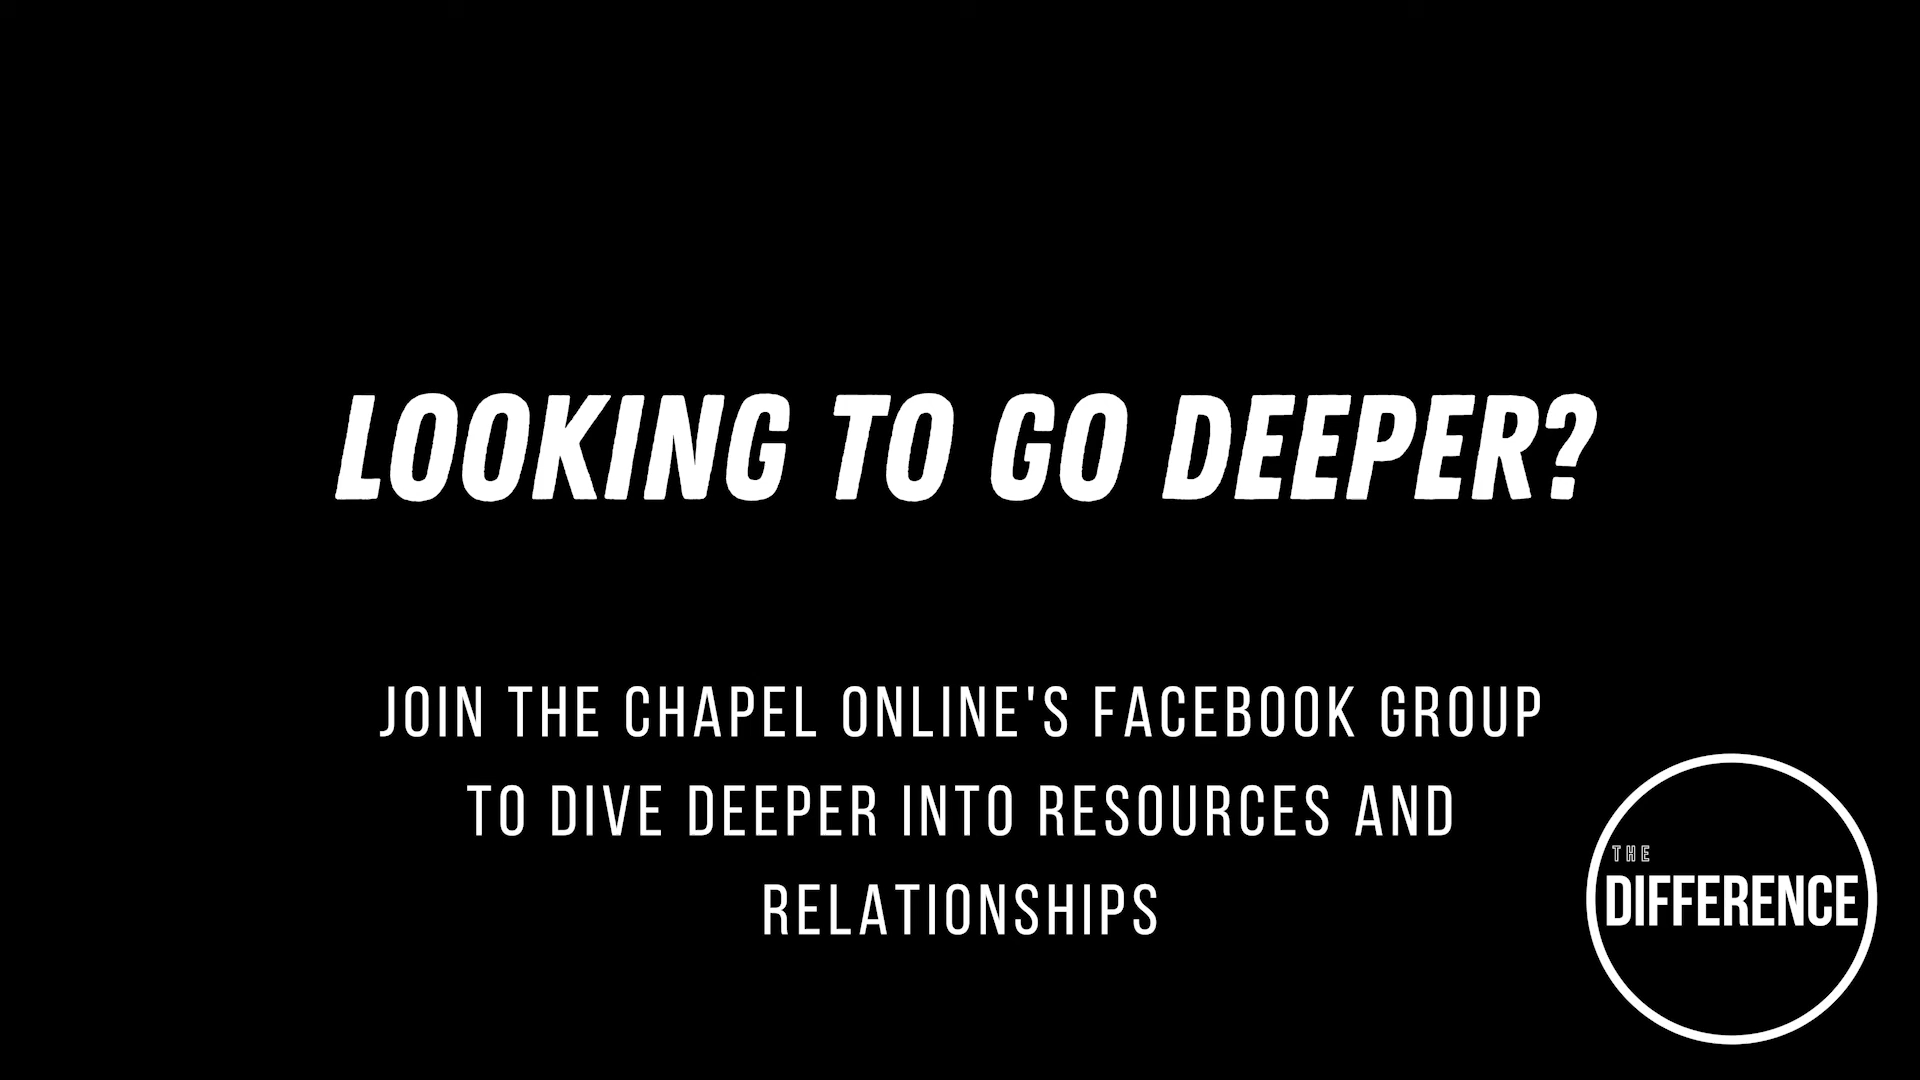 LOOKING TO GO DEEPER?
JOIN THE CHAPEL ONLINE'S FACEBOOK GROUP
TO DIVE DEEPER INTO RESOURCES AND
RELATIONSHIPS
THE
DIFFERENCE